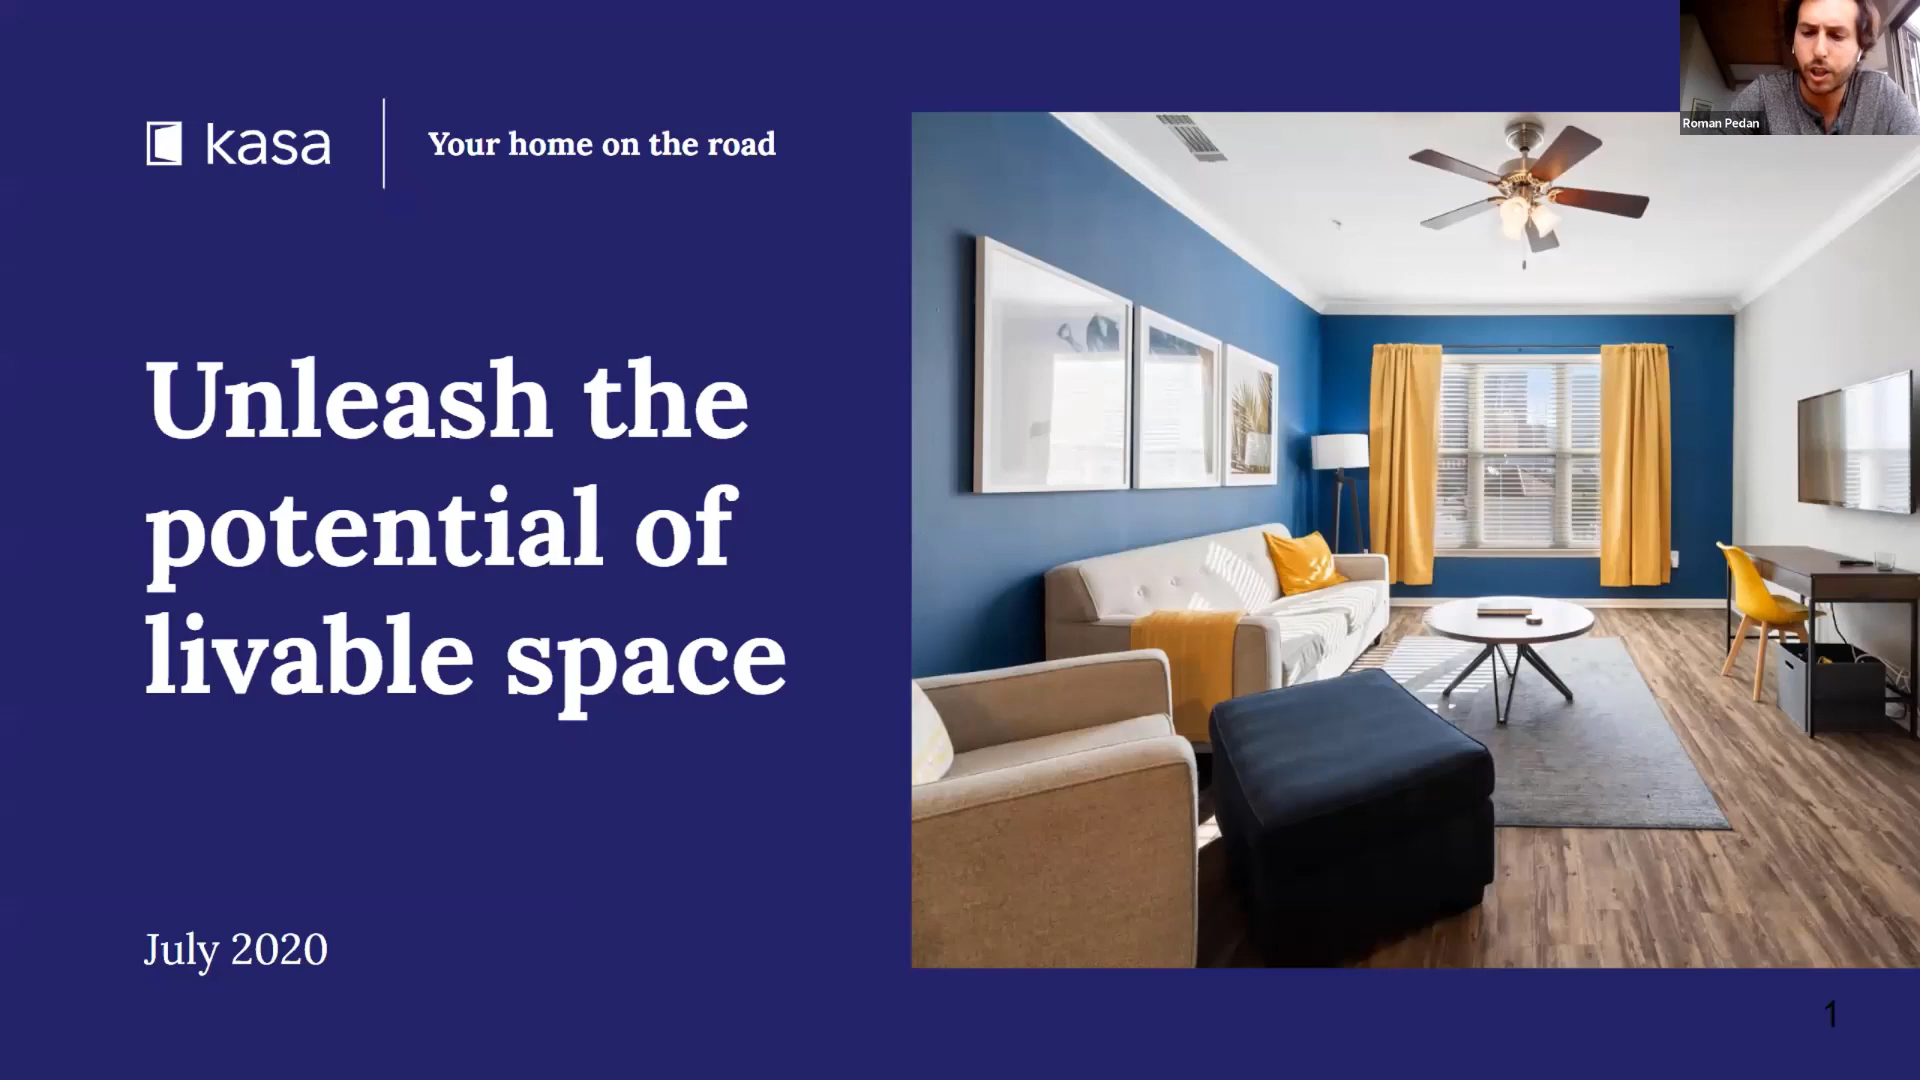 kasa
Your home on the road
Roman Pedan
Unleash the
potential of
livable space
July 2020
1